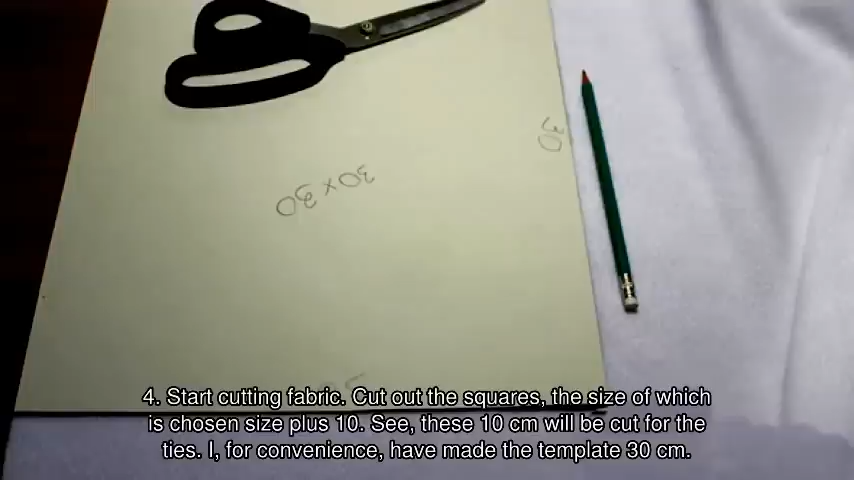 30
30 x 30
4. Start cutting fabric. Cut out the squares, the size of which
is chosen size plus 10. See, these 10 cm will be cut for the
ties. I, for convenience, have made the template 30 cm.